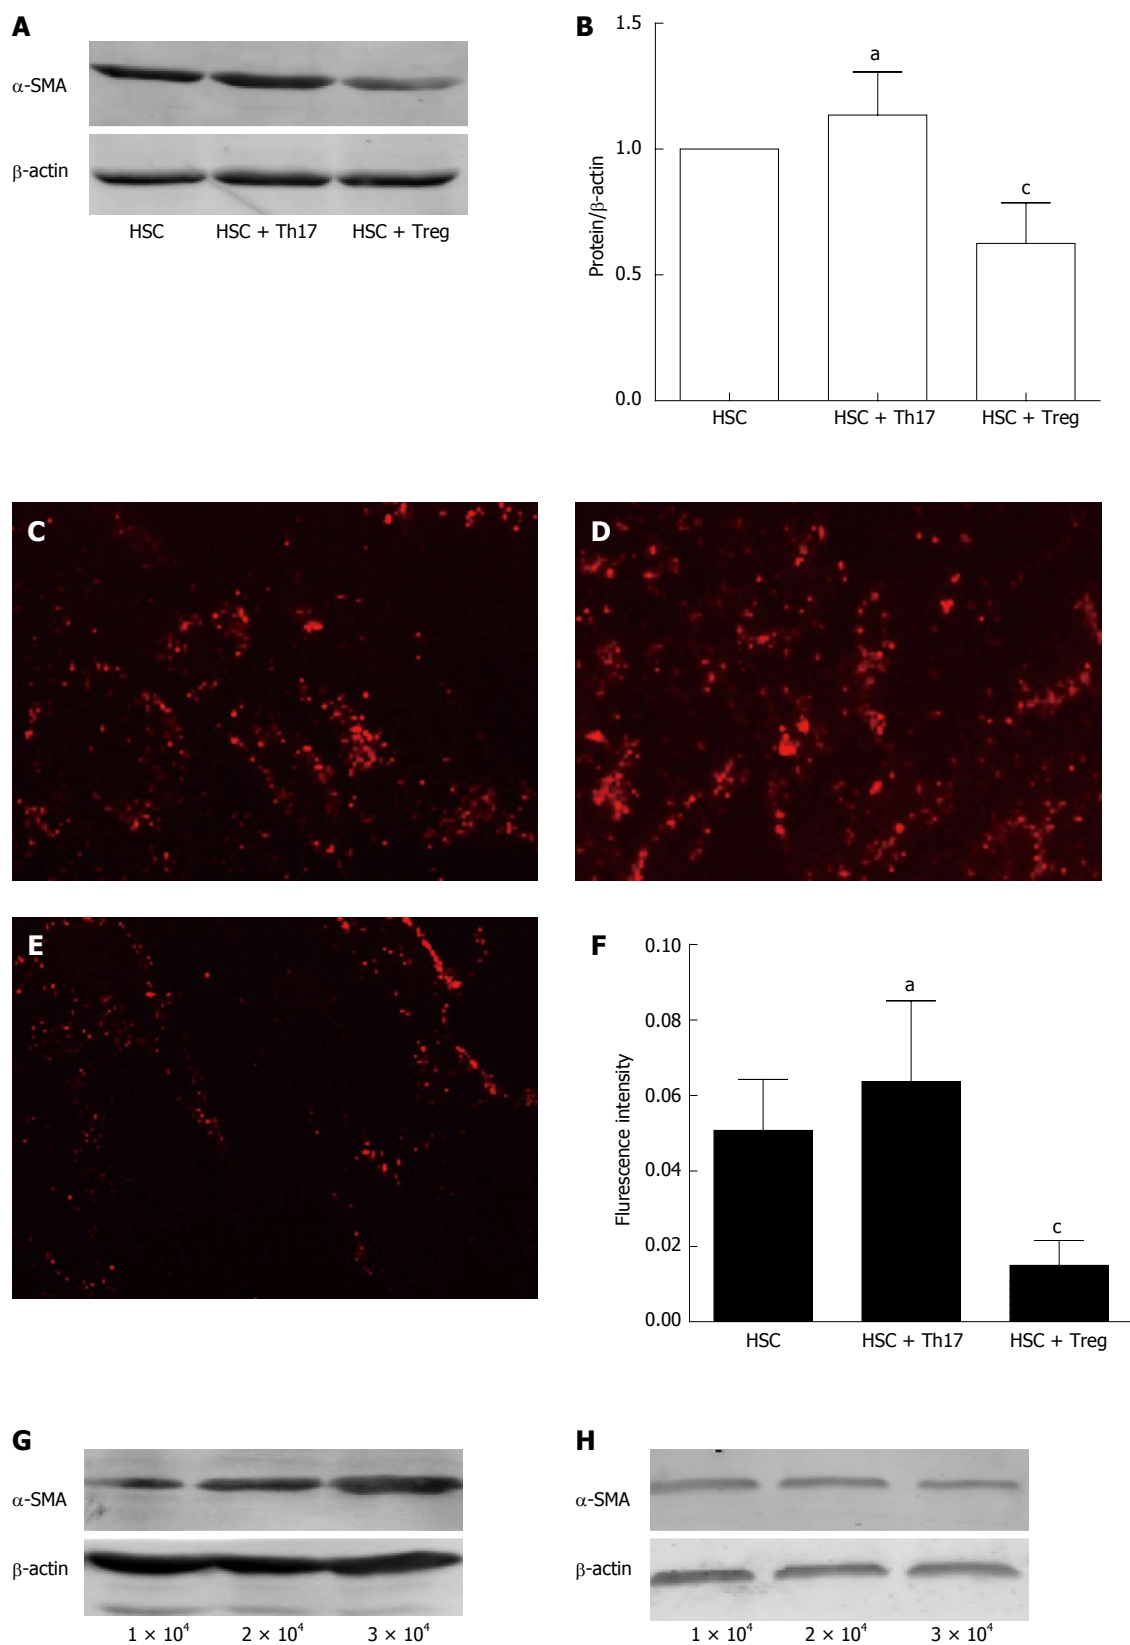 A
α-SMA
β-actin
HSC
HSC + Th17
HSC + Treg
B
1.5
1.0
0.5
0.0
Protein/β-actin
a
c
HSC
HSC + Th17
HSC + Treg
C
D
E
F
0.10
0.08
0.06
0.04
0.02
0.00
Flurescence intensity
a
c
HSC
HSC + Th17
HSC + Treg
G
α-SMA
β-actin
1 × 10⁴
2 × 10⁴
3 × 10⁴
H
α-SMA
β-actin
1 × 10⁴
2 × 10⁴
3 × 10⁴